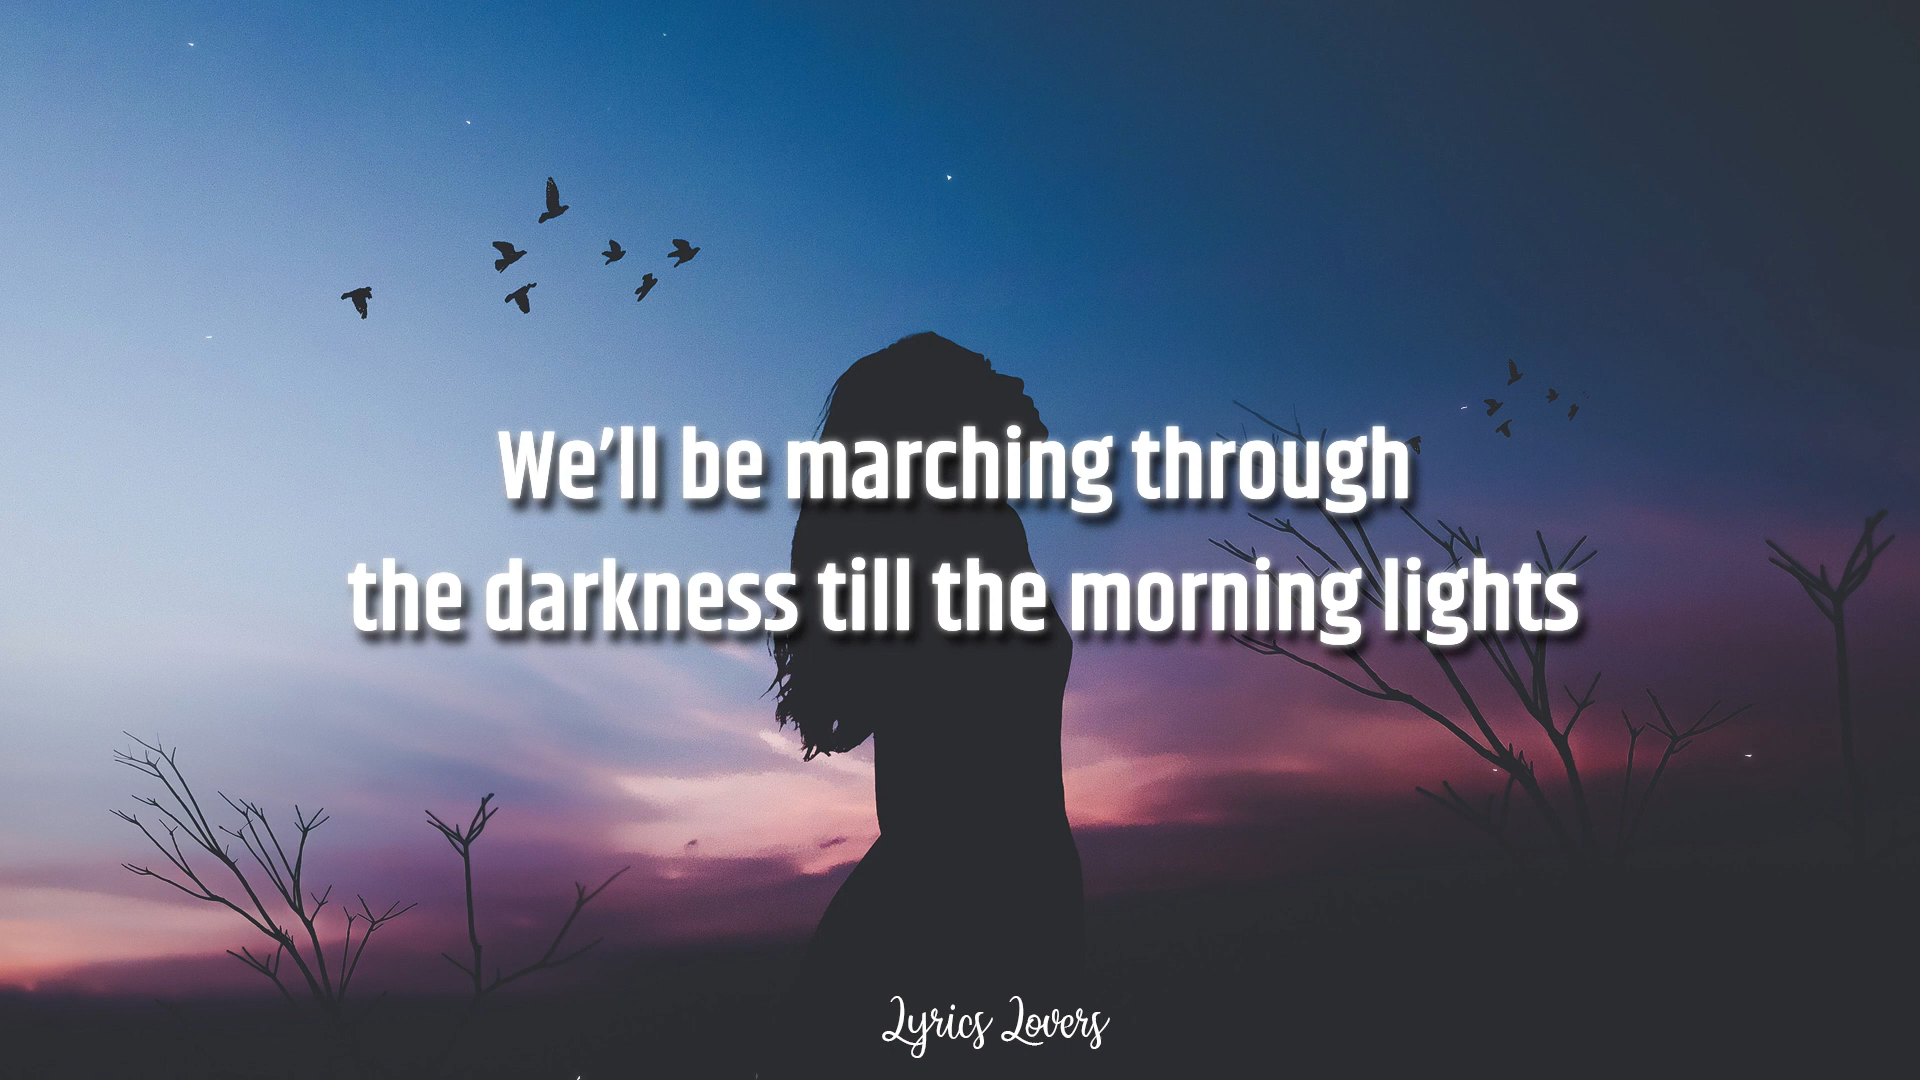 We’ll be marching through
the darkness till the morning lights
Lyrics Lovers